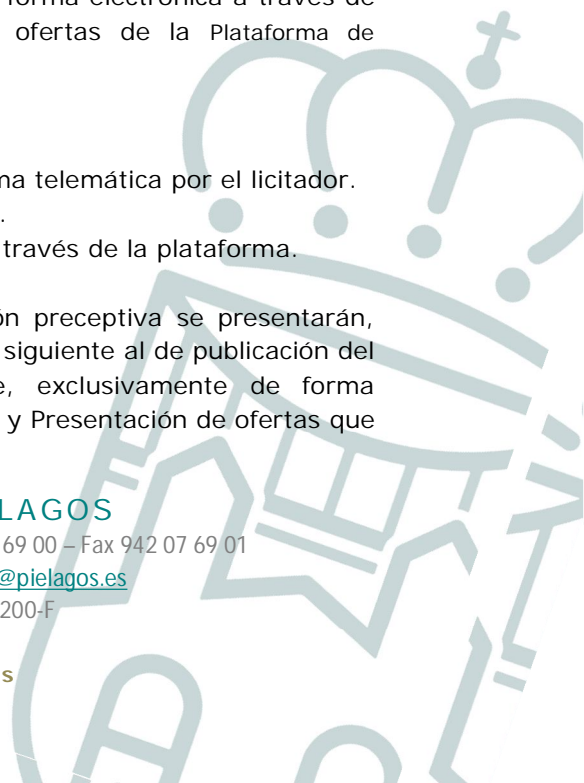 forma electrónica a través de
ofertas de la Plataforma de
ma telemática por el licitador.
.
través de la plataforma.
ón preceptiva se presentarán,
siguiente al de publicación del
e, exclusivamente de forma
y Presentación de ofertas que
LAGOS
69 00 – Fax 942 07 69 01
@pielagos.es
200-F
s